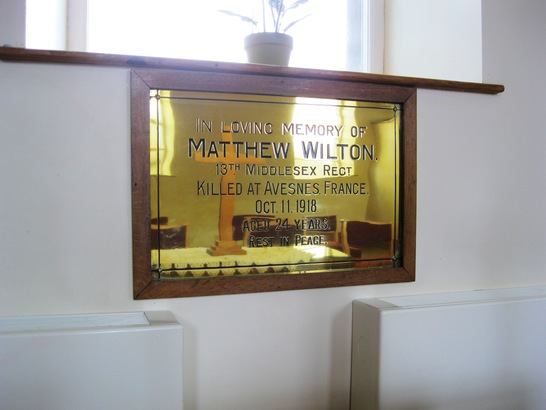 IN LOVING MEMORY OF
MATTHEW WILTON.
13TH MIDDLESEX REGT
KILLED AT AVESNES, FRANCE.
OCT. 11. 1918
AGED 24 YEARS.
REST IN PEACE.